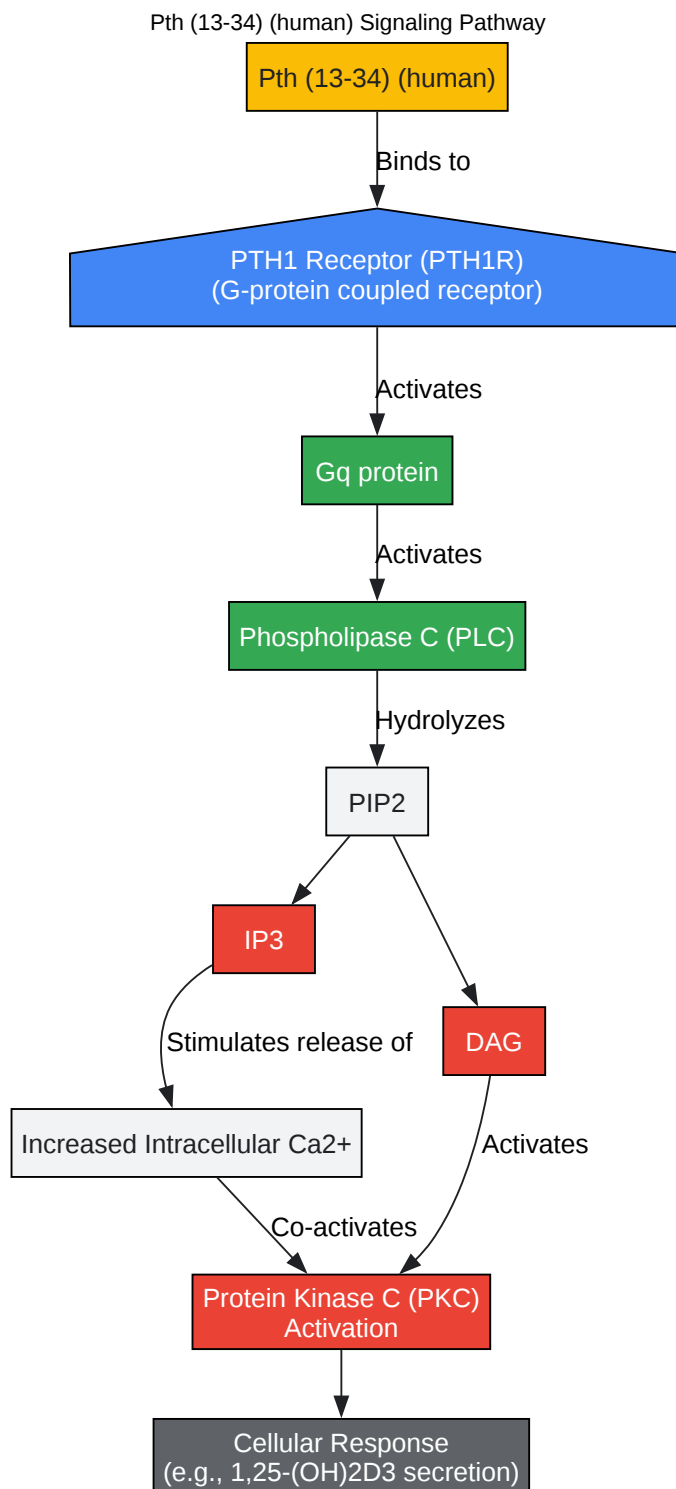 Pth (13-34) (human) Signaling Pathway
Pth (13-34) (human)
Binds to
PTH1 Receptor (PTH1R)
(G-protein coupled receptor)
Activates
Gq protein
Activates
Phospholipase C (PLC)
Hydrolyzes
PIP2
IP3
DAG
Stimulates release of
Increased Intracellular Ca2+
Activates
Co-activates
Protein Kinase C (PKC)
Activation
Cellular Response
(e.g., 1,25-(OH)2D3 secretion)